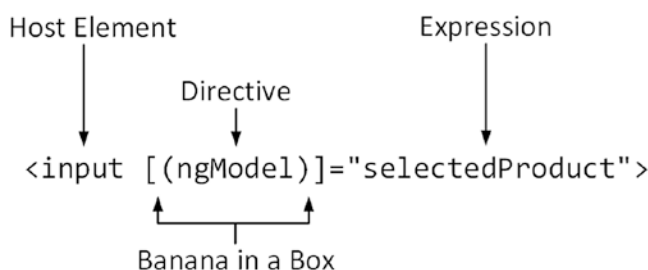 Host Element
Expression
Directive
<input [(ngModel)]="selectedProduct">
Banana in a Box